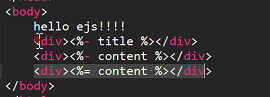 <body>
hello ejs!!!!
<div><%- title %></div>
<div><%- content %></div>
<div><%= content %></div>
</body>